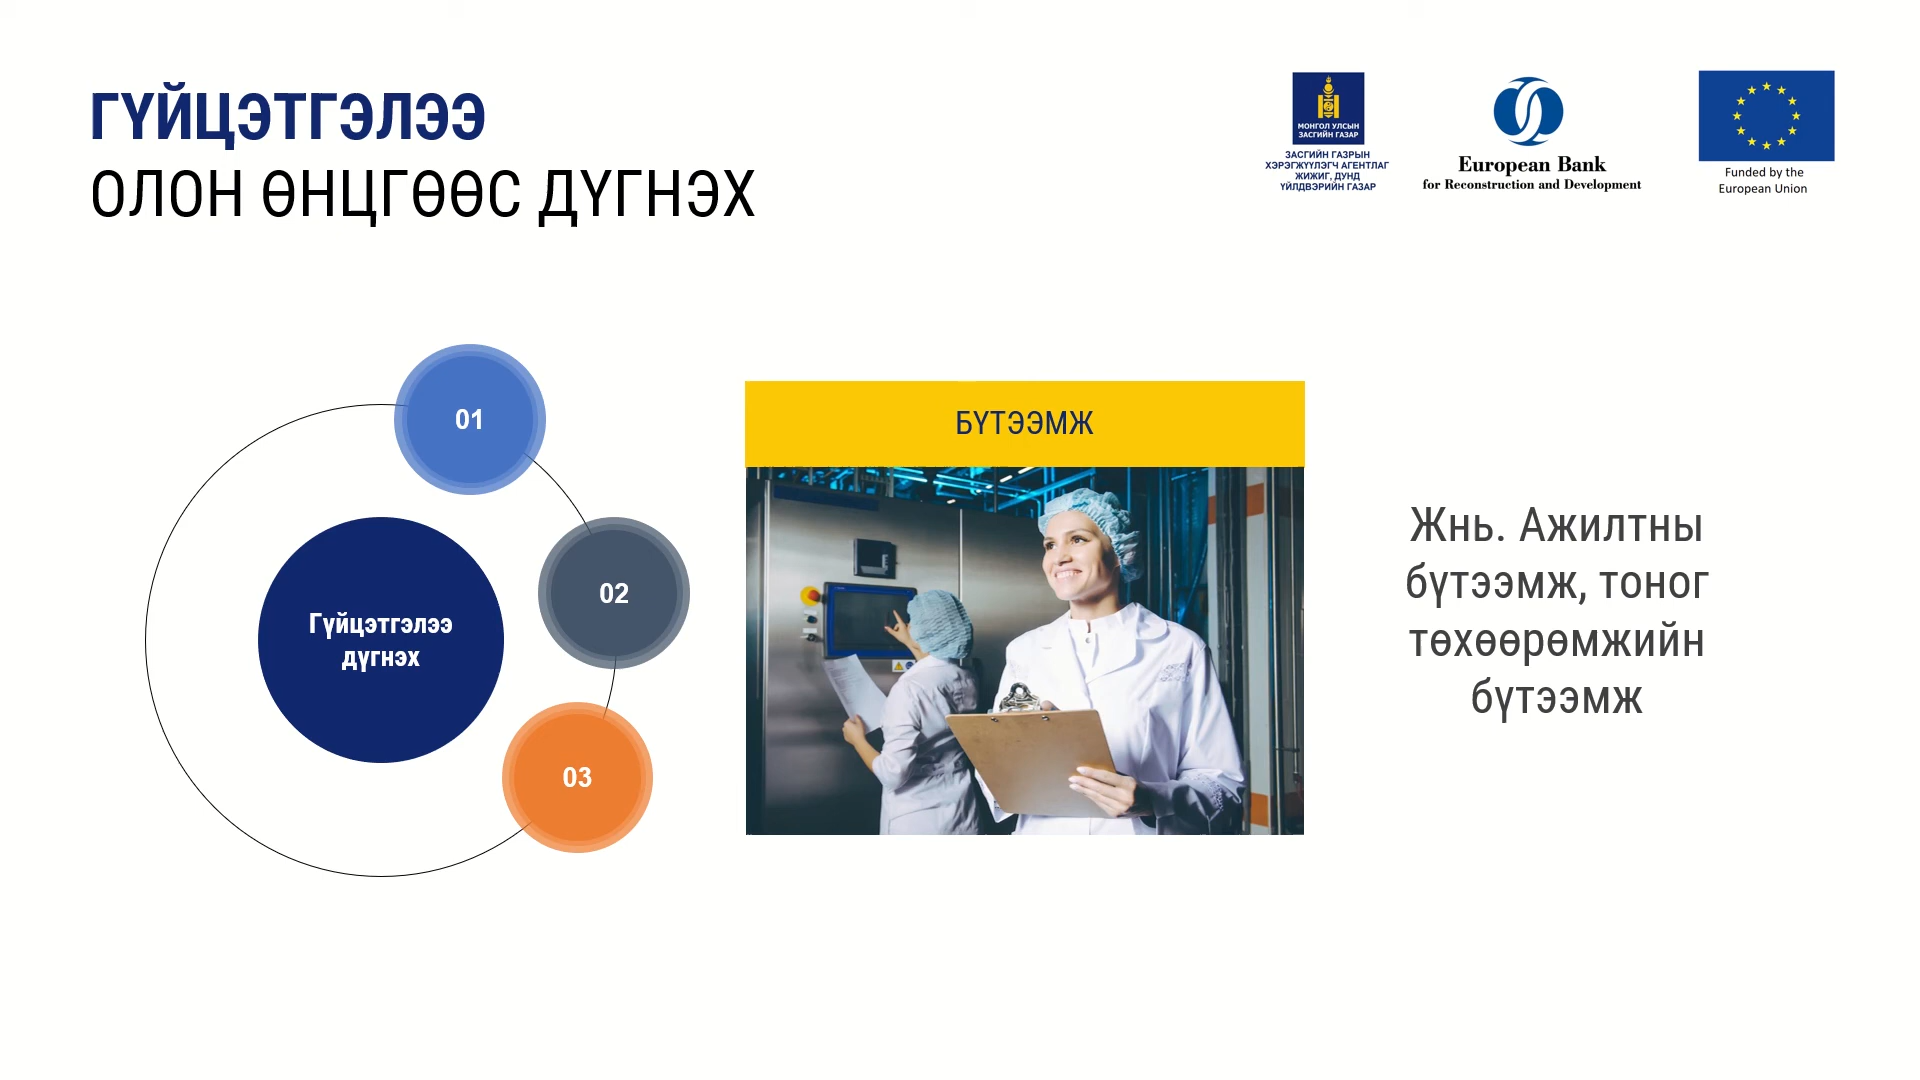 ГҮЙЦЭТГЭЛЭЭ
ОЛОН ӨНЦГӨӨС ДҮГНЭХ
МОНГОЛ УЛСЫН
ЗАСГИЙН ГАЗАР
ЗАСГИЙН ГАЗРЫН
ХЭРЭГЖҮҮЛЭГЧ АГЕНТЛАГ
ЖИЖИГ, ДУНД
ҮЙЛДВЭРИЙН ГАЗАР
European Bank
for Reconstruction and Development
Funded by the
European Union
01
02
03
Гүйцэтгэлээ
дүгнэх
БҮТЭЭМЖ
Жнь. Ажилтны
бүтээмж, тоног
төхөөрөмжийн
бүтээмж